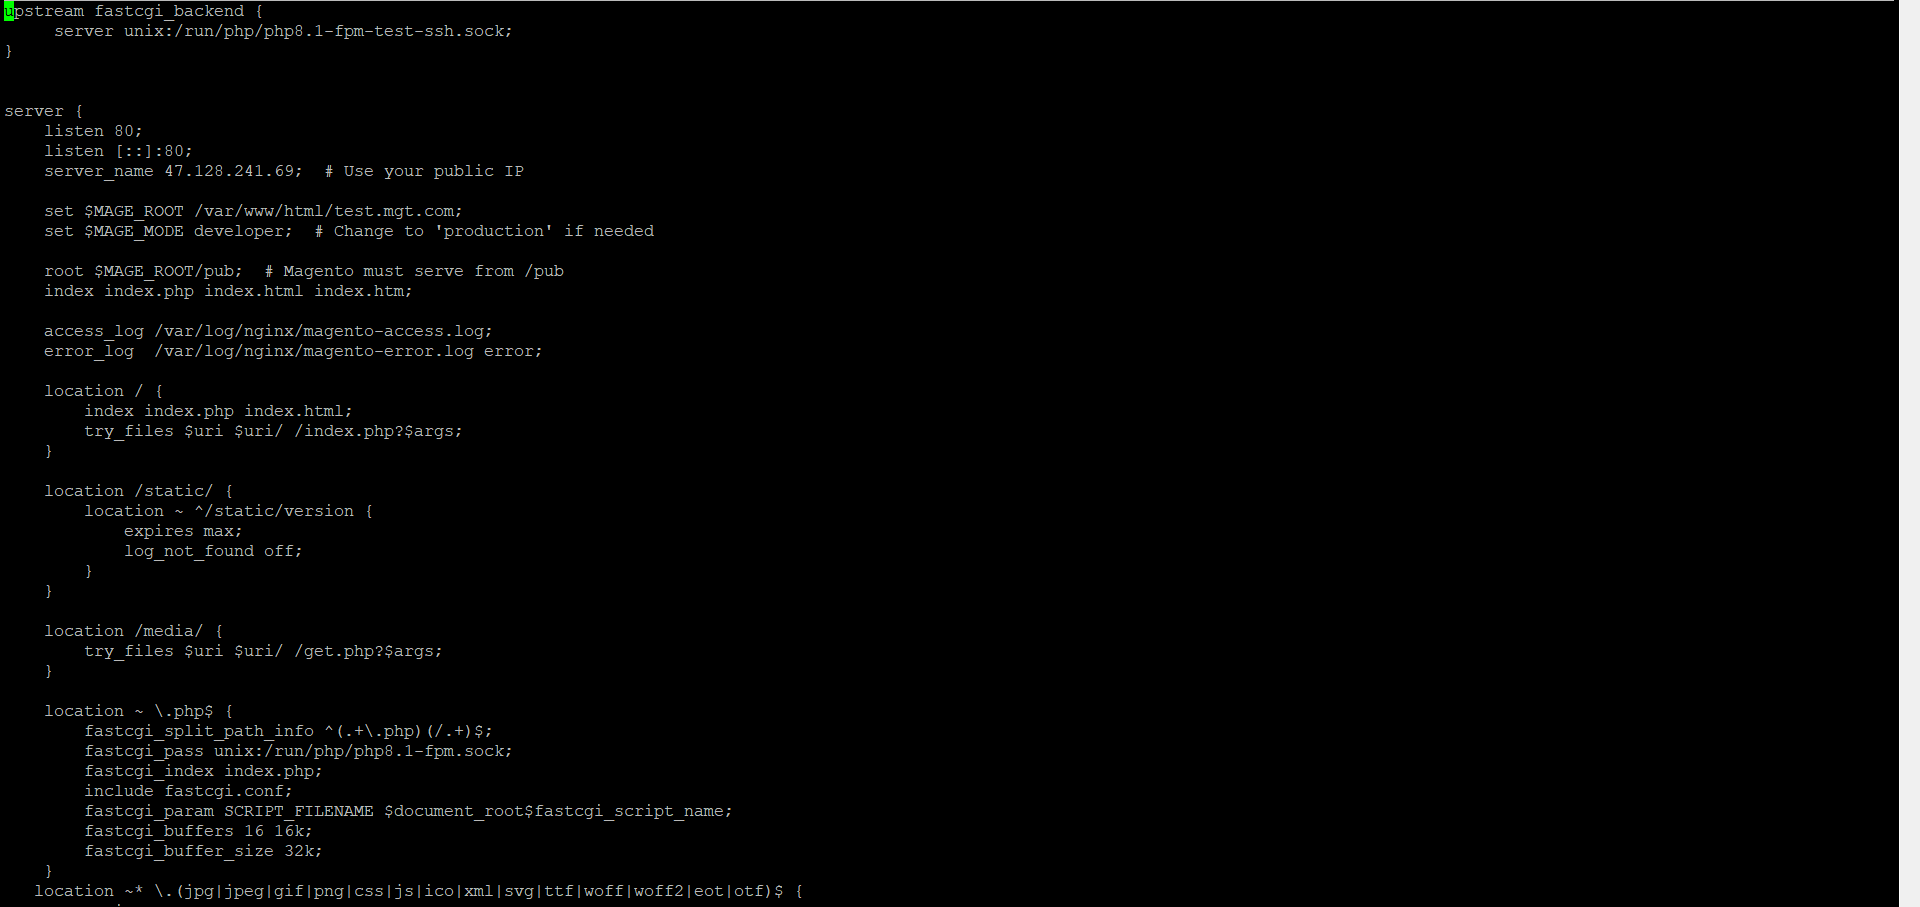 upstream fastcgi_backend {
     server unix:/run/php/php8.1-fpm-test-ssh.sock;
}
server {
    listen 80;
    listen [::]:80;
    server_name 47.128.241.69;  # Use your public IP
    set $MAGE_ROOT /var/www/html/test.mgt.com;
    set $MAGE_MODE developer;  # Change to 'production' if needed
    root $MAGE_ROOT/pub;  # Magento must serve from /pub
    index index.php index.html index.htm;
    access_log /var/log/nginx/magento-access.log;
    error_log  /var/log/nginx/magento-error.log error;
    location / {
        index index.php index.html;
        try_files $uri $uri/ /index.php?$args;
    }
    location /static/ {
        location ~ ^/static/version {
            expires max;
            log_not_found off;
        }
    }
    location /media/ {
        try_files $uri $uri/ /get.php?$args;
    }
    location ~ \.php$ {
        fastcgi_split_path_info ^(.+\.php)(/.+)$;
        fastcgi_pass unix:/run/php/php8.1-fpm.sock;
        fastcgi_index index.php;
        include fastcgi.conf;
        fastcgi_param SCRIPT_FILENAME $document_root$fastcgi_script_name;
        fastcgi_buffers 16 16k;
        fastcgi_buffer_size 32k;
    }
   location ~* \.(jpg|jpeg|gif|png|css|js|ico|xml|svg|ttf|woff|woff2|eot|otf)$ {